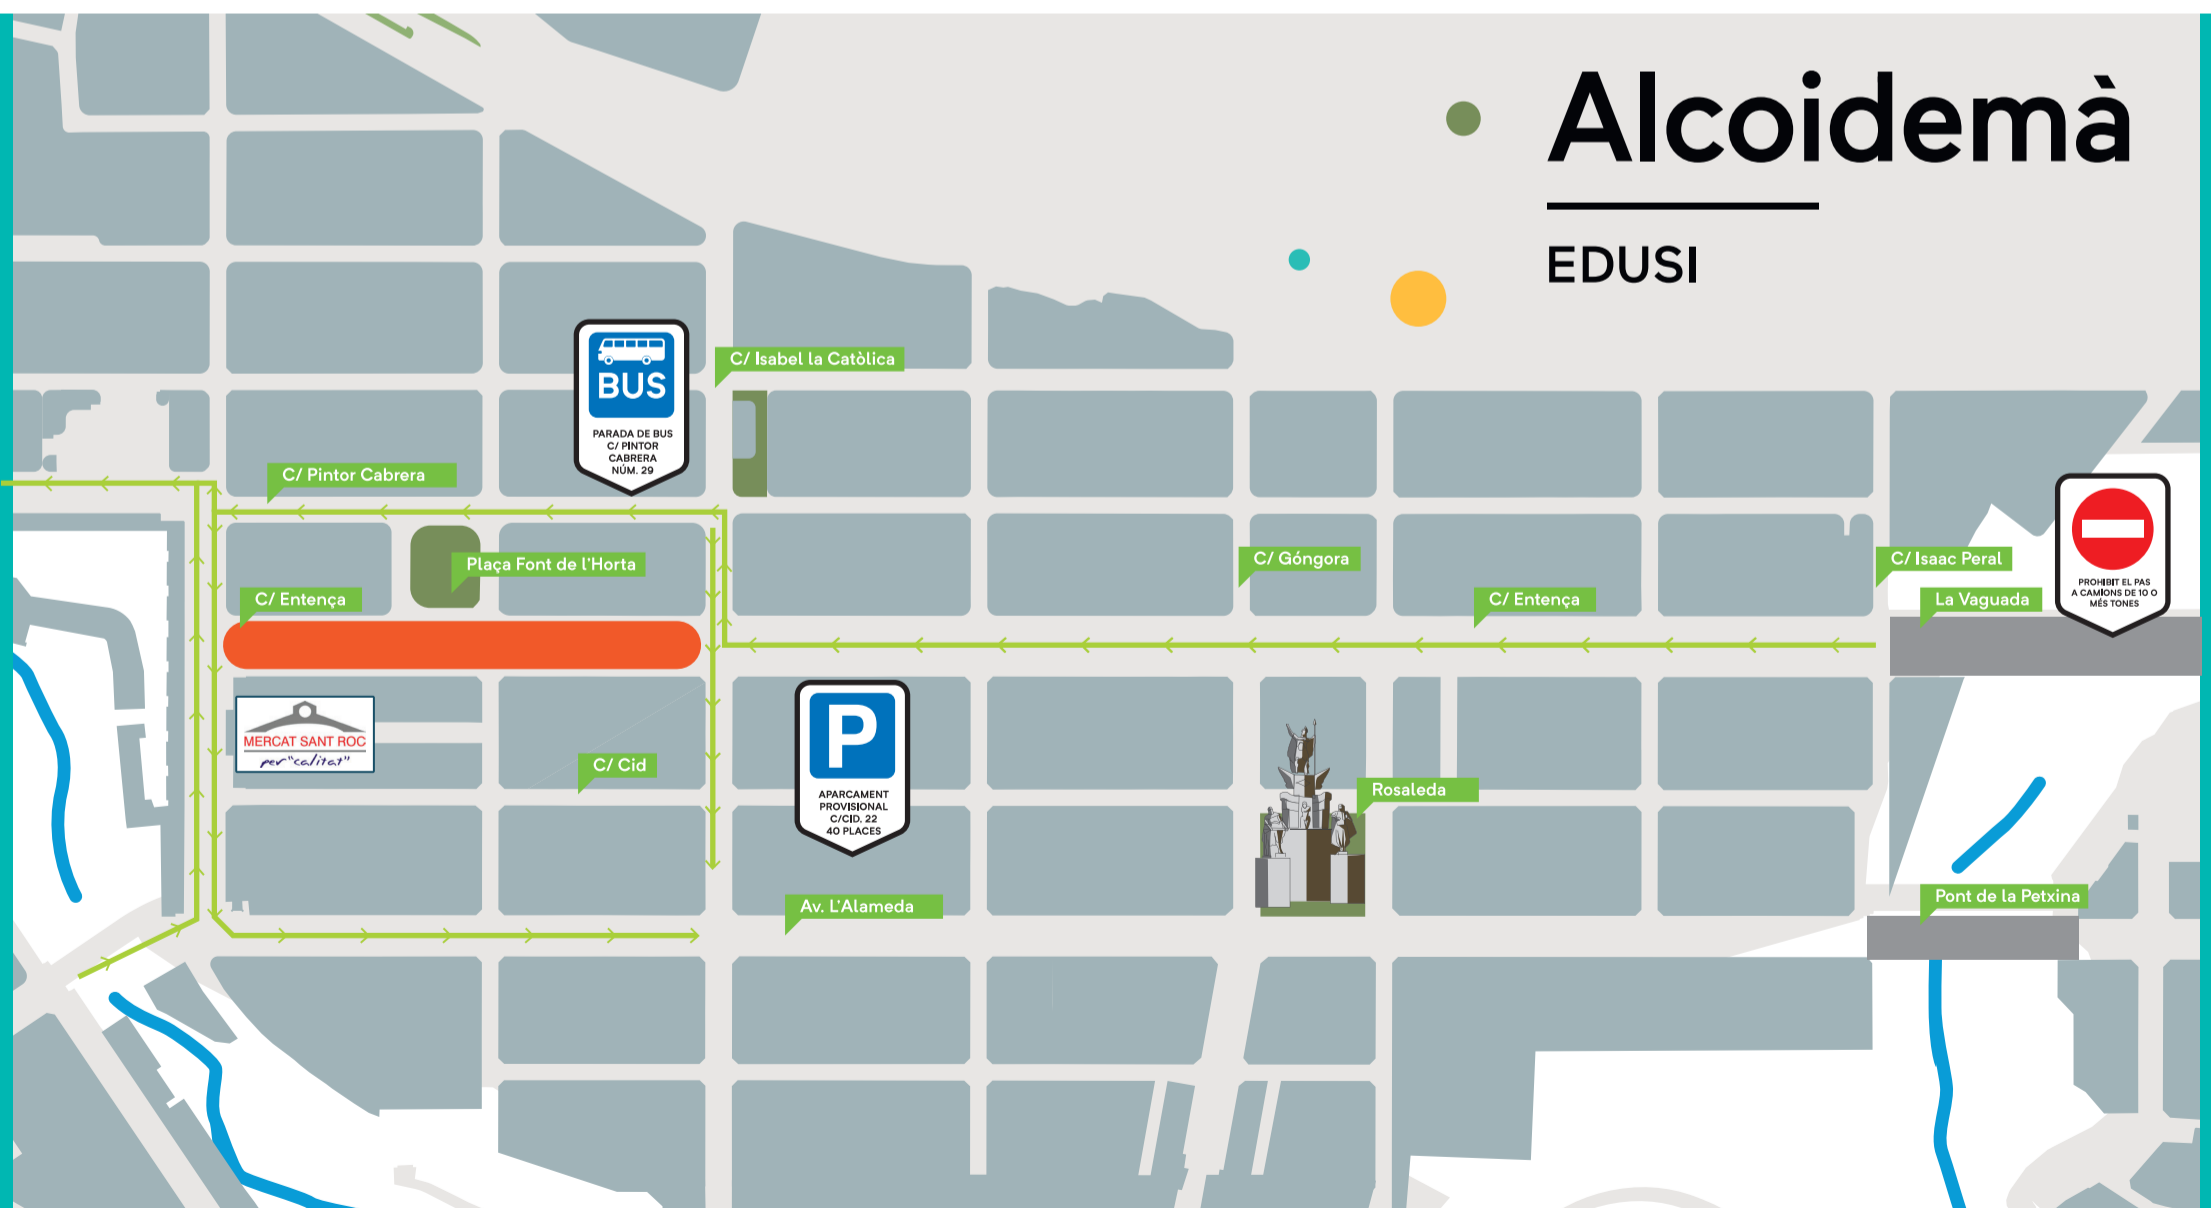 Alcoidemà
EDUSI
BUS
PARADA DE BUS
C/ PINTOR
CABRERA
NÚM. 29
C/ Isabel la Catòlica
C/ Pintor Cabrera
Plaça Font de l'Horta
C/ Góngora
C/ Isaac Peral
PROHIBIT EL PAS
A CAMIONS DE 10 O
MÉS TONES
C/ Entença
C/ Entença
La Vaguada
MERCAT SANT ROC
per "calitat"
C/ Cid
P
APARCAMENT
PROVISIONAL
C/CID. 22
40 PLACES
Rosaleda
Av. L'Alameda
Pont de la Petxina